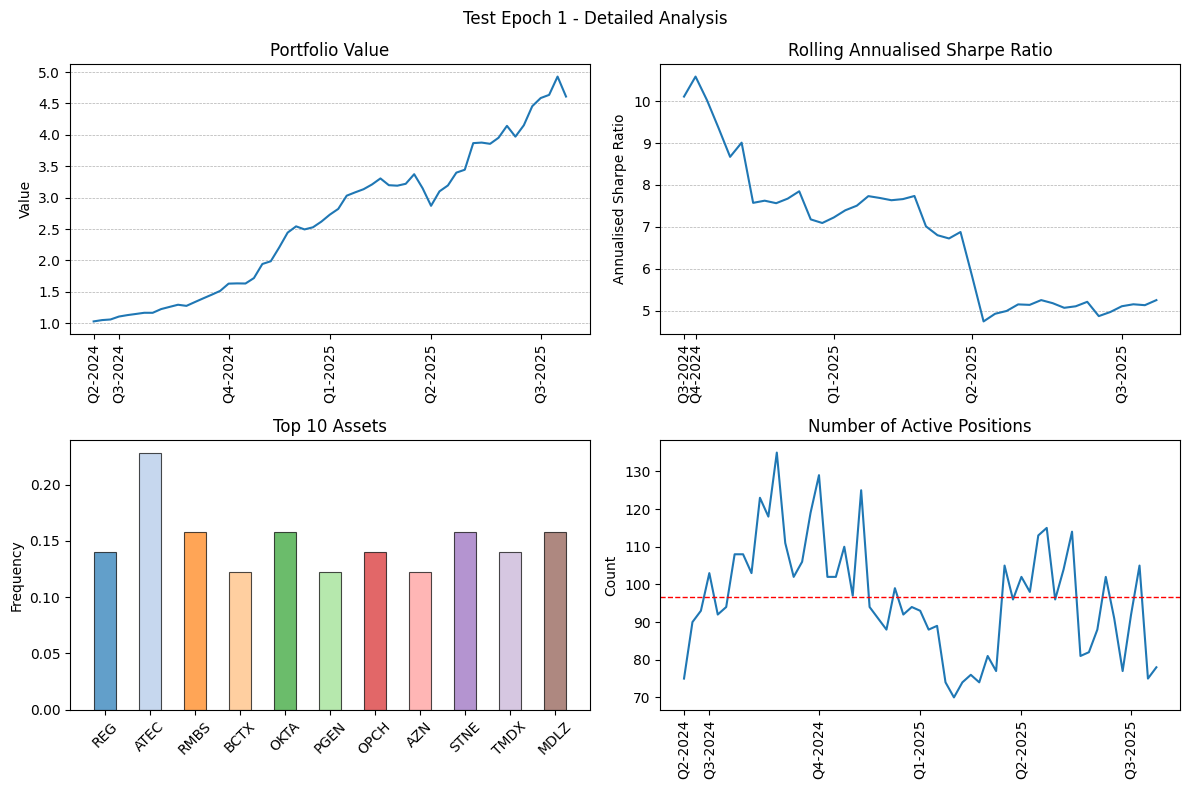 Test Epoch 1 - Detailed Analysis
Portfolio Value
Value
5.0
4.5
4.0
3.5
3.0
2.5
2.0
1.5
1.0
Q2-2024
Q3-2024
Q4-2024
Q1-2025
Q2-2025
Q3-2025
Rolling Annualised Sharpe Ratio
Annualised Sharpe Ratio
10
9
8
7
6
5
Q3-2024
Q4-2024
Q1-2025
Q2-2025
Q3-2025
Top 10 Assets
Frequency
0.20
0.15
0.10
0.05
0.00
REG
ATEC
RMBS
BCTX
OKTA
PGEN
OPCH
AZN
STNE
TMDX
MDLZ
Number of Active Positions
Count
130
120
110
100
90
80
70
Q2-2024
Q3-2024
Q4-2024
Q1-2025
Q2-2025
Q3-2025